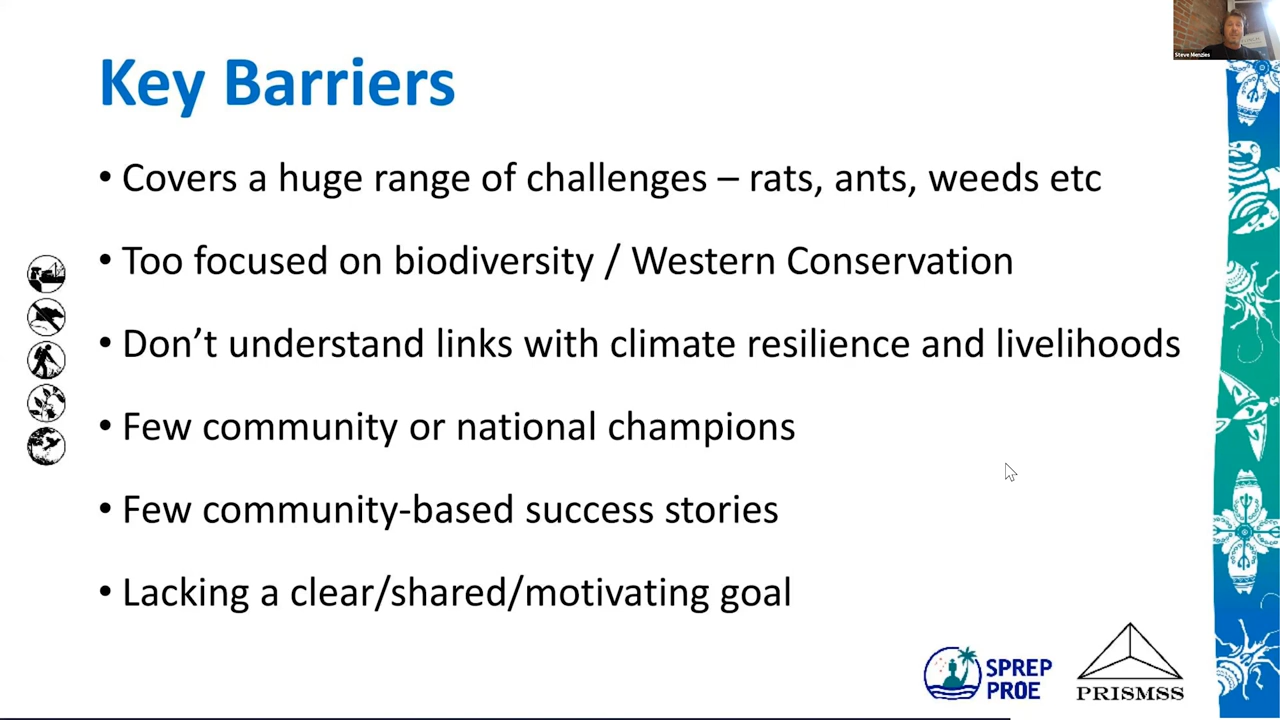 Steve Menzies
Key Barriers
• Covers a huge range of challenges – rats, ants, weeds etc
• Too focused on biodiversity / Western Conservation
• Don’t understand links with climate resilience and livelihoods
• Few community or national champions
• Few community-based success stories
• Lacking a clear/shared/motivating goal
SPREP
PROE
PRISMSS